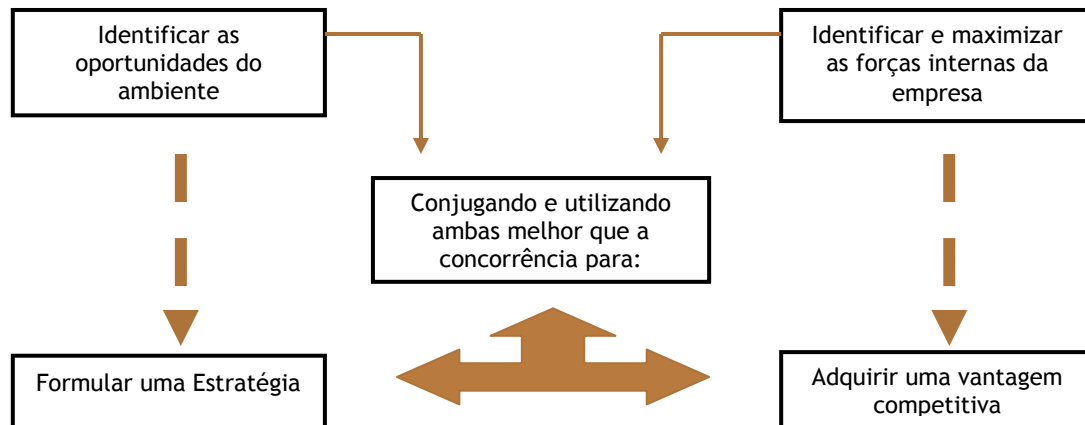 Identificar as
oportunidades do
ambiente
Identificar e maximizar
as forças internas da
empresa
Conjugando e utilizando
ambas melhor que a
concorrência para:
Formular uma Estratégia
Adquirir uma vantagem
competitiva